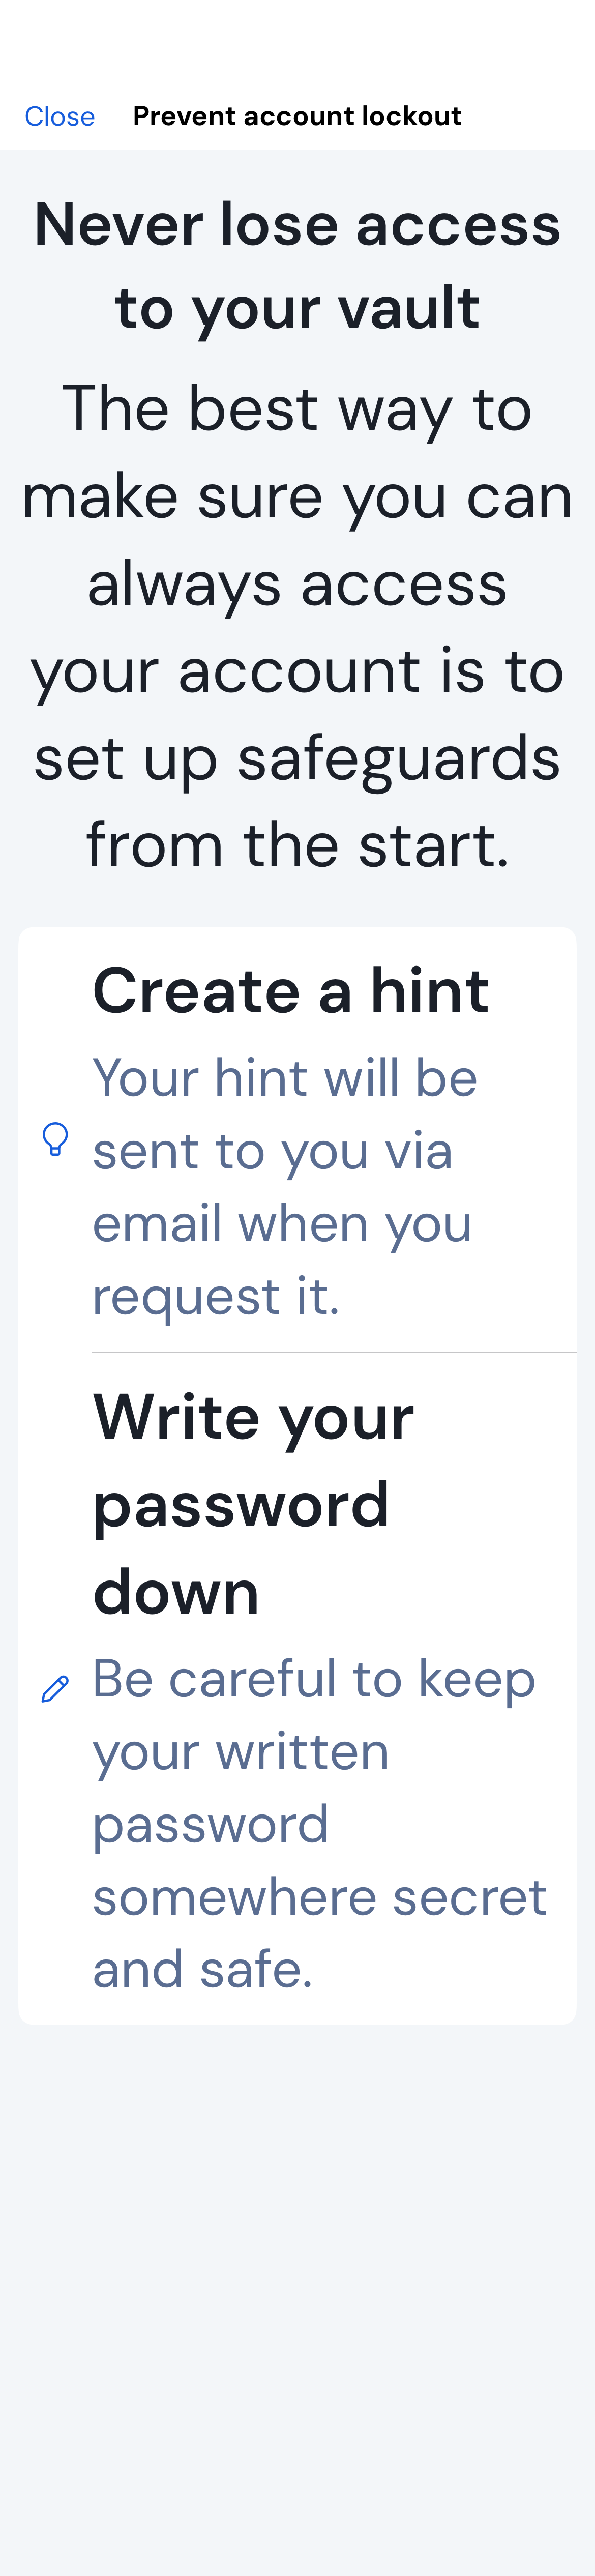 Close
Prevent account lockout
Never lose access
to your vault
The best way to
make sure you can
always access
your account is to
set up safeguards
from the start.
Create a hint
Your hint will be
sent to you via
email when you
request it.
Write your
password
down
Be careful to keep
your written
password
somewhere secret
and safe.